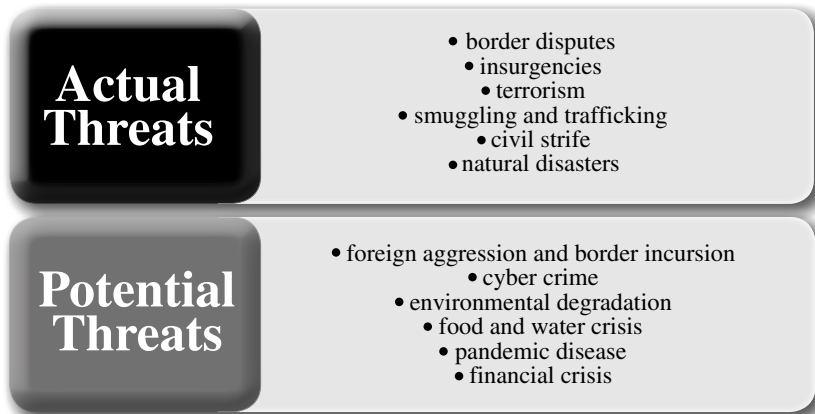 Actual
Threats
• border disputes
• insurgencies
• terrorism
• smuggling and trafficking
• civil strife
• natural disasters
Potential
Threats
• foreign aggression and border incursion
• cyber crime
• environmental degradation
• food and water crisis
• pandemic disease
• financial crisis